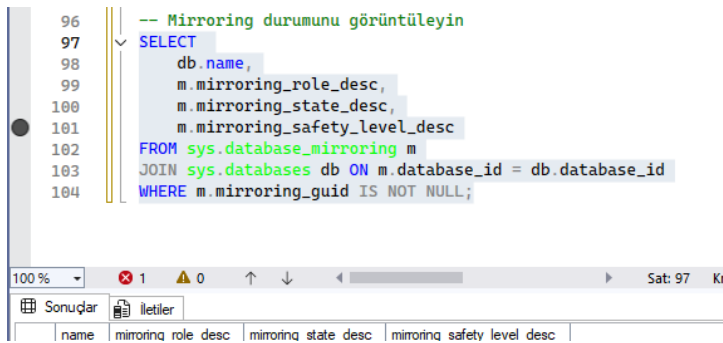 96 -- Mirroring durumunu görüntüleyin
97 SELECT
98 db.name,
99 m.mirroring_role_desc,
100 m.mirroring_state_desc,
101 m.mirroring_safety_level_desc
102 FROM sys.database_mirroring m
103 JOIN sys.databases db ON m.database_id = db.database_id
104 WHERE m.mirroring_guid IS NOT NULL;
100 % 1 0 Sat: 97
Sonuçlar İletiler
name mirroring_role_desc mirroring_state_desc mirroring_safety_level_desc